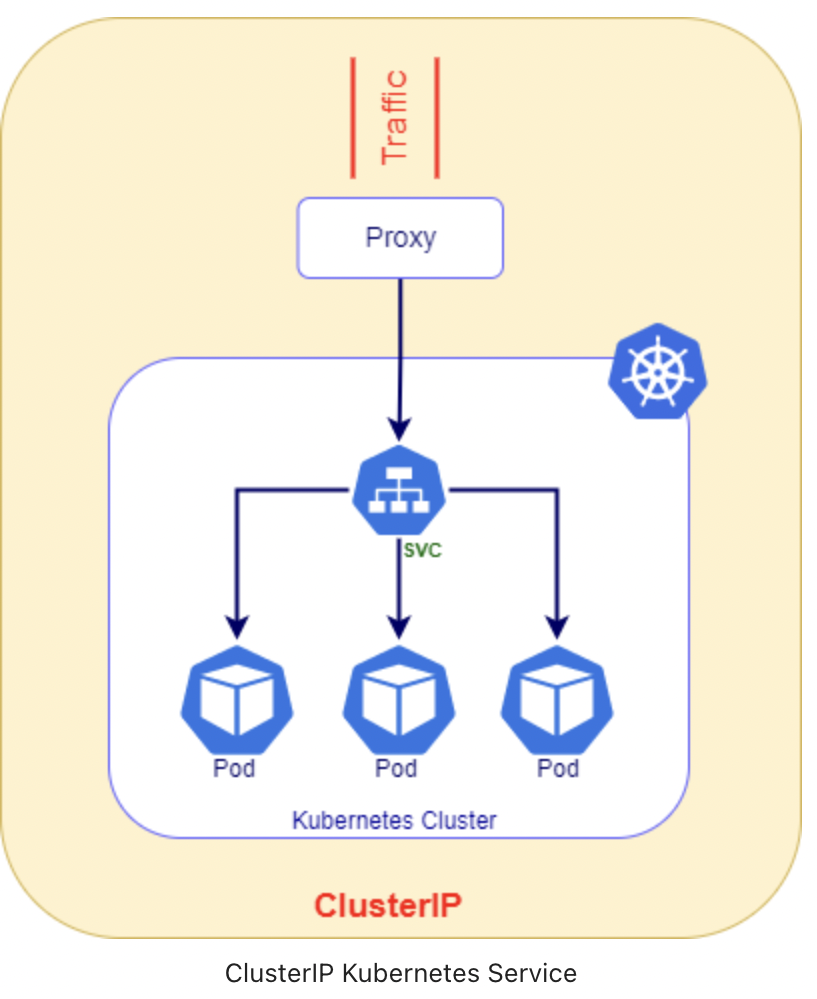 Traffic
Proxy
SVC
Pod
Pod
Pod
Kubernetes Cluster
ClusterIP
ClusterIP Kubernetes Service